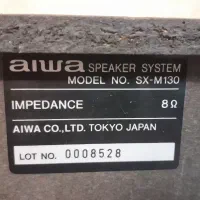 aiwa SPEAKER SYSTEM
MODEL NO. SX-M130
IMPEDANCE 8Ω
AIWA CO.,LTD. TOKYO JAPAN
LOT NO. 0008528